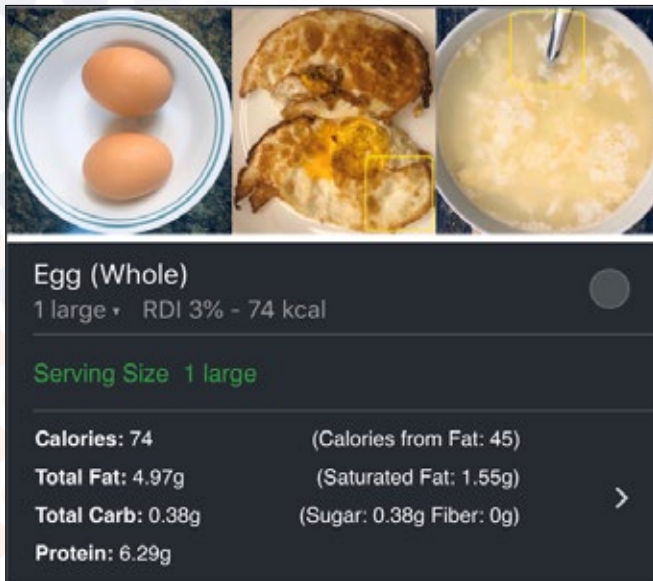 Egg (Whole)
1 large ▾ RDI 3% - 74 kcal
Serving Size 1 large
Calories: 74 (Calories from Fat: 45)
Total Fat: 4.97g (Saturated Fat: 1.55g)
Total Carb: 0.38g (Sugar: 0.38g Fiber: 0g)
Protein: 6.29g